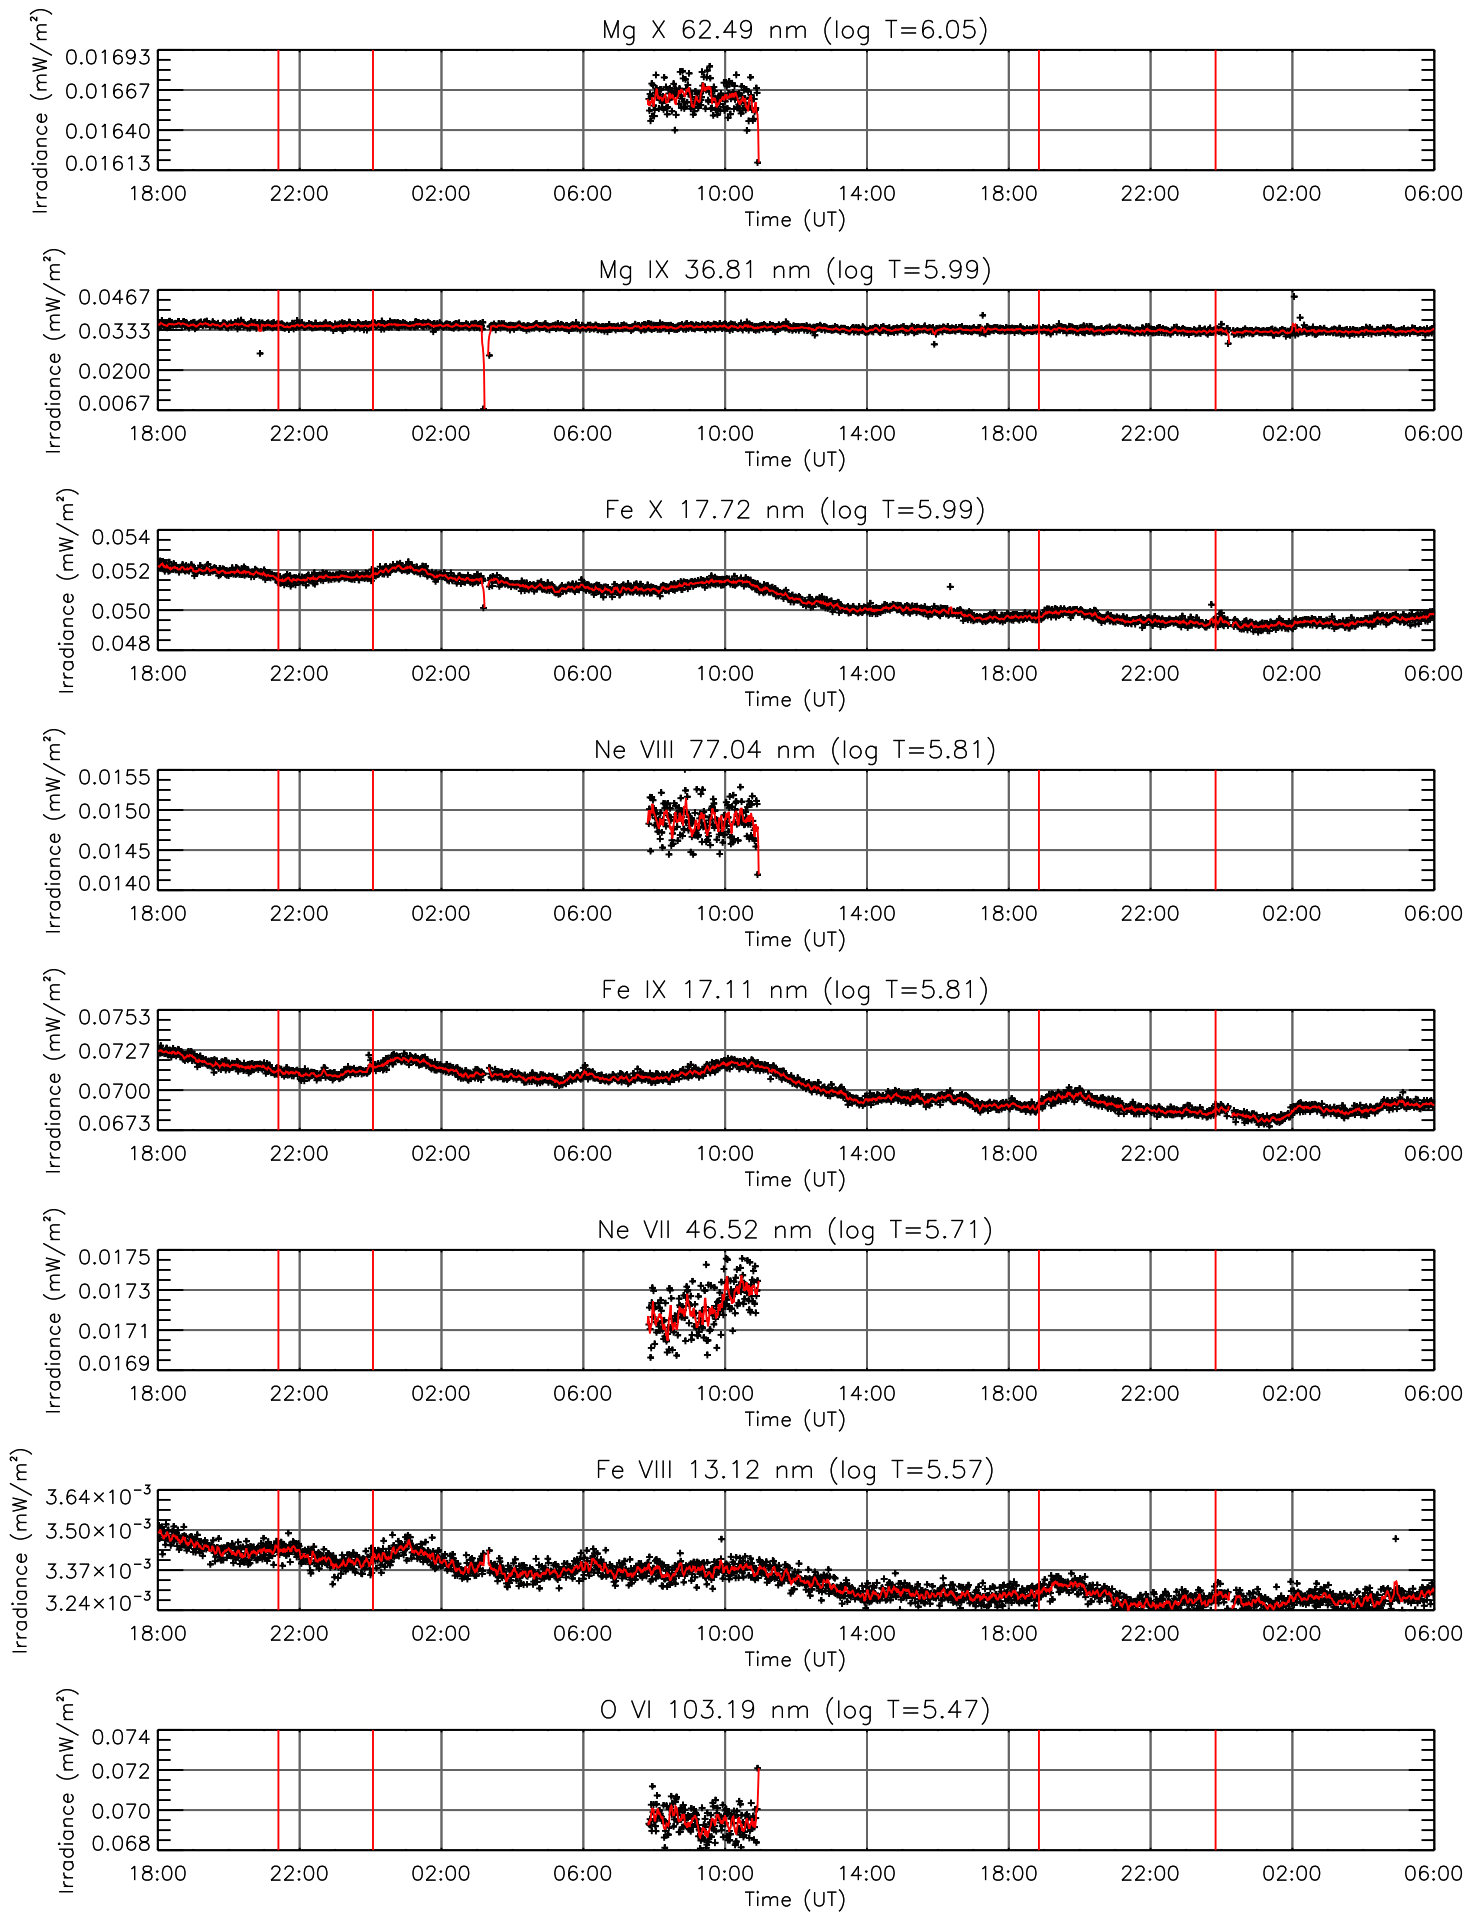 Mg X 62.49 nm (log T=6.05)
Irradiance (mW/m²)
0.01693
0.01667
0.01640
0.01613
18:00 22:00 02:00 06:00 10:00 14:00 18:00 22:00 02:00 06:00
Time (UT)
Mg IX 36.81 nm (log T=5.99)
Irradiance (mW/m²)
0.0467
0.0333
0.0200
0.0067
18:00 22:00 02:00 06:00 10:00 14:00 18:00 22:00 02:00 06:00
Time (UT)
Fe X 17.72 nm (log T=5.99)
Irradiance (mW/m²)
0.054
0.052
0.050
0.048
18:00 22:00 02:00 06:00 10:00 14:00 18:00 22:00 02:00 06:00
Time (UT)
Ne VIII 77.04 nm (log T=5.81)
Irradiance (mW/m²)
0.0155
0.0150
0.0145
0.0140
18:00 22:00 02:00 06:00 10:00 14:00 18:00 22:00 02:00 06:00
Time (UT)
Fe IX 17.11 nm (log T=5.81)
Irradiance (mW/m²)
0.0753
0.0727
0.0700
0.0673
18:00 22:00 02:00 06:00 10:00 14:00 18:00 22:00 02:00 06:00
Time (UT)
Ne VII 46.52 nm (log T=5.71)
Irradiance (mW/m²)
0.0175
0.0173
0.0171
0.0169
18:00 22:00 02:00 06:00 10:00 14:00 18:00 22:00 02:00 06:00
Time (UT)
Fe VIII 13.12 nm (log T=5.57)
Irradiance (mW/m²)
3.64×10⁻³
3.50×10⁻³
3.37×10⁻³
3.24×10⁻³
18:00 22:00 02:00 06:00 10:00 14:00 18:00 22:00 02:00 06:00
Time (UT)
O VI 103.19 nm (log T=5.47)
Irradiance (mW/m²)
0.074
0.072
0.070
0.068
18:00 22:00 02:00 06:00 10:00 14:00 18:00 22:00 02:00 06:00
Time (UT)